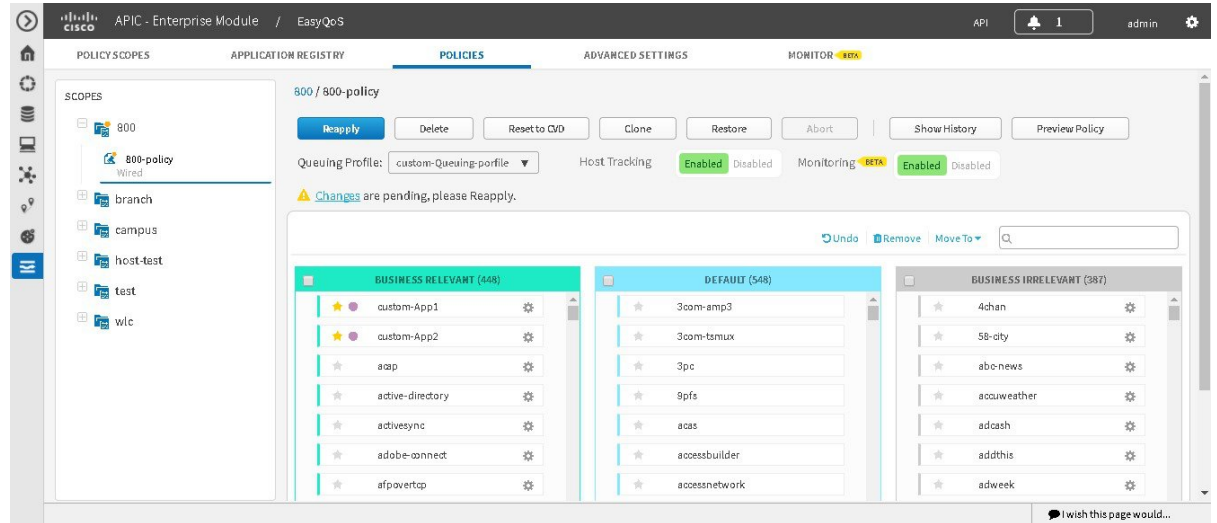 cisco APIC - Enterprise Module / EasyQoS API 1 admin
POLICY SCOPES APPLICATION REGISTRY POLICIES ADVANCED SETTINGS MONITOR BETA
SCOPES
800
800-policy
Wired
branch
campus
host-test
test
wlc
800 / 800-policy
Reapply Delete Reset to CVD Clone Restore Abort Show History Preview Policy
Queuing Profile: custom-Queuing-porfile Host Tracking Enabled Disabled Monitoring BETA Enabled Disabled
Changes are pending, please Reapply.
Undo Remove Move To
BUSINESS RELEVANT (448)
custom-App1
custom-App2
acap
active-directory
activesync
adobe-connect
afpovertcp
DEFAULT (548)
3com-amp3
3com-tsmux
3pc
9pfs
acas
accessbuilder
accessnetwork
BUSINESS IRRELEVANT (387)
4chan
58-city
abc-news
accuweather
adcash
addthis
adweek
I wish this page would...